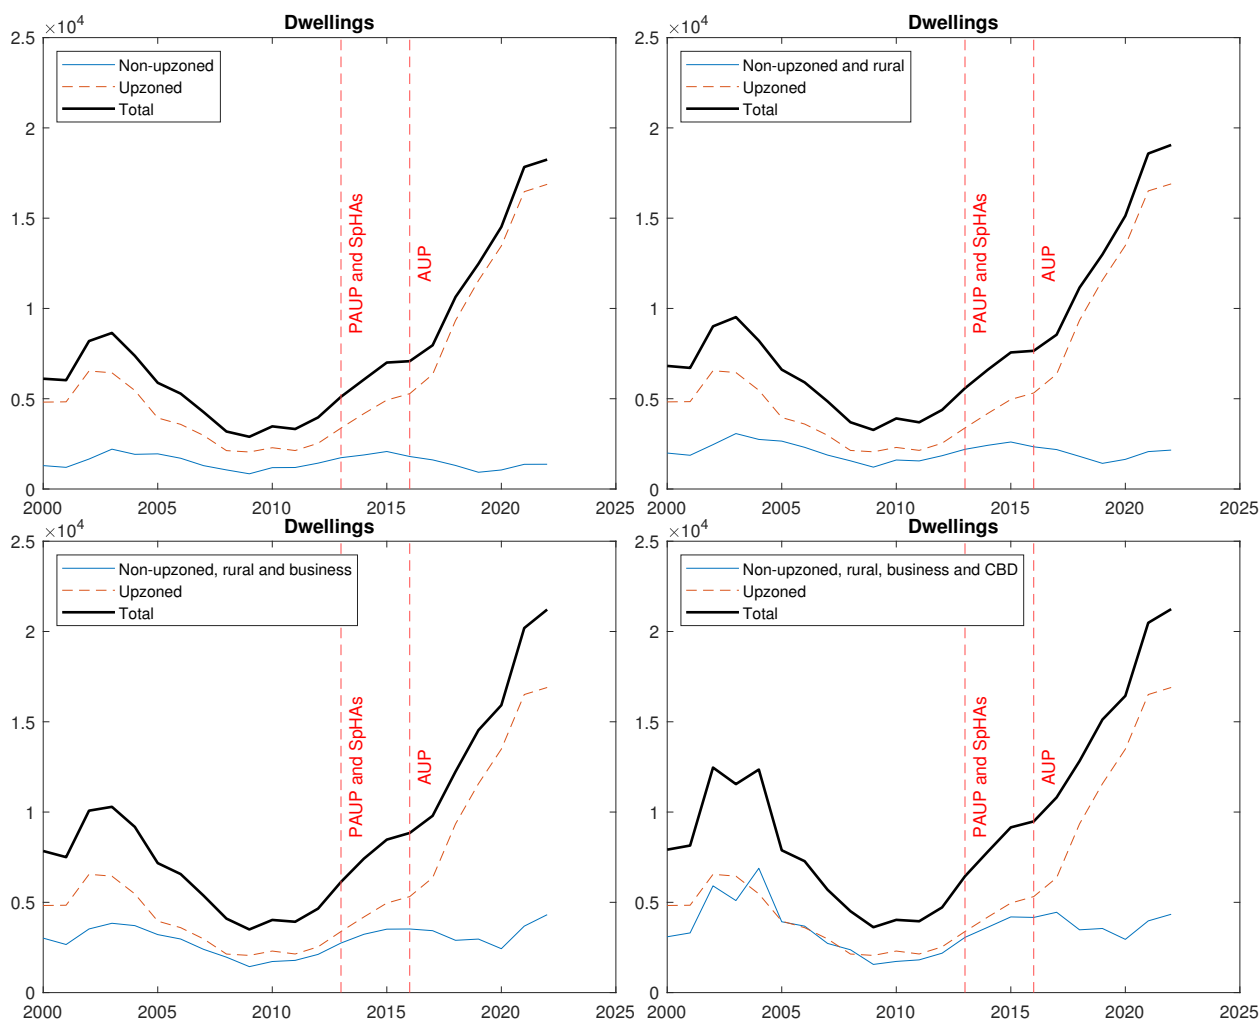 Dwellings
×10⁴
2.5
2
1.5
1
0.5
0
Non-upzoned
Upzoned
Total
PAUP and SpHAs
AUP
2000 2005 2010 2015 2020 2025
Dwellings
×10⁴
2.5
2
1.5
1
0.5
0
Non-upzoned and rural
Upzoned
Total
PAUP and SpHAs
AUP
2000 2005 2010 2015 2020 2025
Dwellings
×10⁴
2.5
2
1.5
1
0.5
0
Non-upzoned, rural and business
Upzoned
Total
PAUP and SpHAs
AUP
2000 2005 2010 2015 2020 2025
Dwellings
×10⁴
2.5
2
1.5
1
0.5
0
Non-upzoned, rural, business and CBD
Upzoned
Total
PAUP and SpHAs
AUP
2000 2005 2010 2015 2020 2025